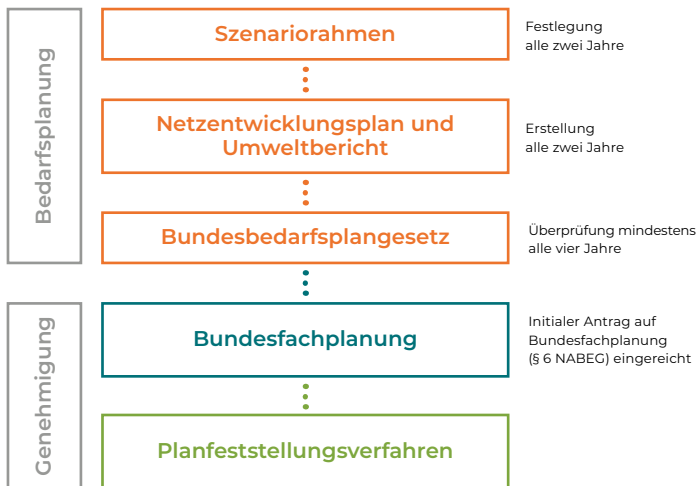 Bedarfsplanung
Szenariorahmen
Festlegung
alle zwei Jahre
Netzentwicklungsplan und
Umweltbericht
Erstellung
alle zwei Jahre
Bundesbedarfsplangesetz
Überprüfung mindestens
alle vier Jahre
Genehmigung
Bundesfachplanung
Initialer Antrag auf
Bundesfachplanung
(§ 6 NABEG) eingereicht
Planfeststellungsverfahren